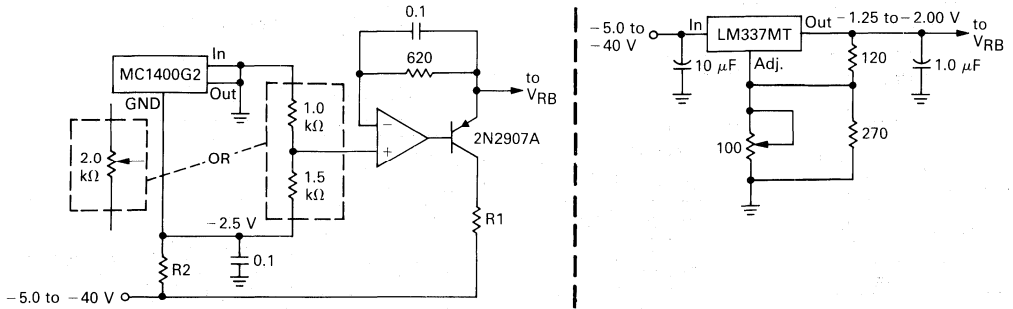 0.1
620
In
MC1400G2
Out
GND
to
V_RB
1.0
kΩ
2N2907A
−
+
2.0
kΩ
OR
1.5
kΩ
R1
−2.5 V
0.1
R2
−5.0 to −40 V
−5.0 to
−40 V
In
LM337MT
Out
−1.25 to −2.00 V
to
V_RB
10 μF
Adj.
120
1.0 μF
100
270